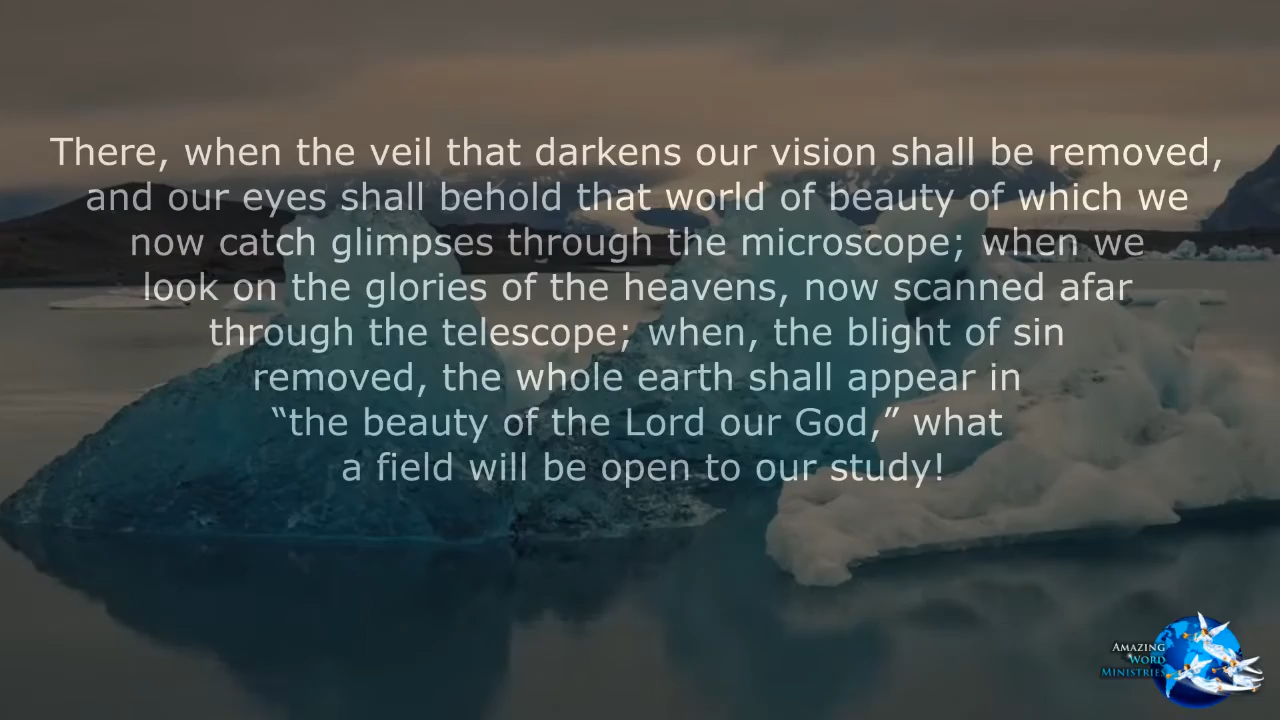 There, when the veil that darkens our vision shall be removed,
and our eyes shall behold that world of beauty of which we
now catch glimpses through the microscope; when we
look on the glories of the heavens, now scanned afar
through the telescope; when, the blight of sin
removed, the whole earth shall appear in
“the beauty of the Lord our God,” what
a field will be open to our study!
AMAZING
WORD
MINISTRIES